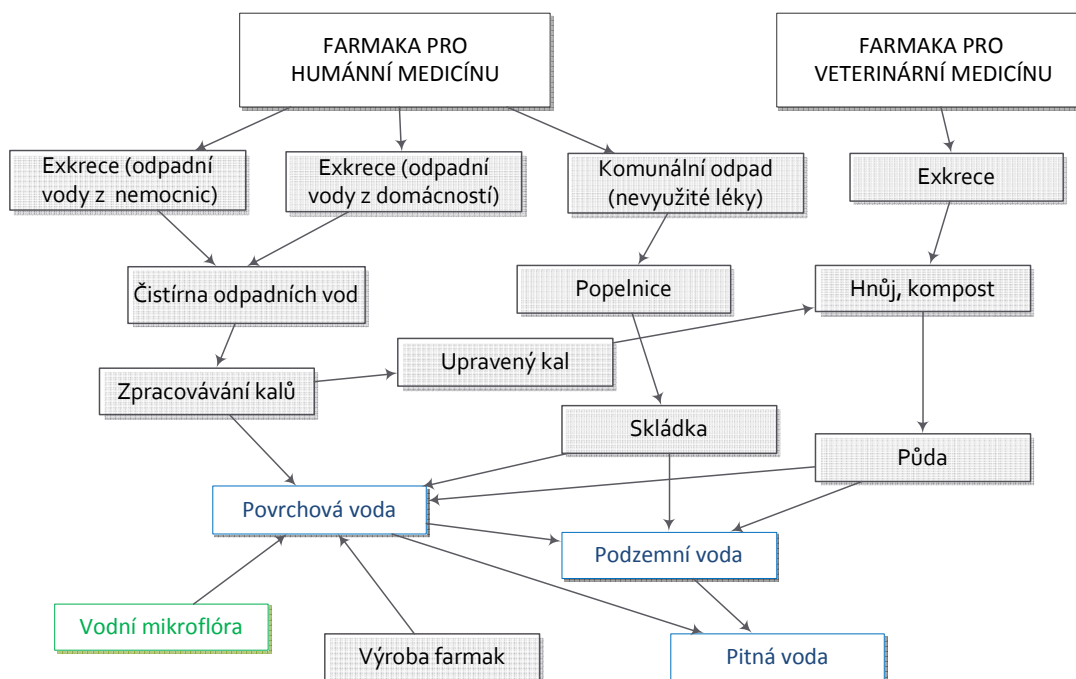 FARMAKA PRO
HUMÁNNÍ MEDICÍNU
FARMAKA PRO
VETERINÁRNÍ MEDICÍNU
Exkrece (odpadní
vody z nemocnic)
Exkrece (odpadní
vody z domácností)
Komunální odpad
(nevyužité léky)
Exkrece
Čistírna odpadních vod
Popelnice
Hnůj, kompost
Upravený kal
Zpracovávání kalů
Skládka
Půda
Povrchová voda
Podzemní voda
Vodní mikroflóra
Výroba farmak
Pitná voda